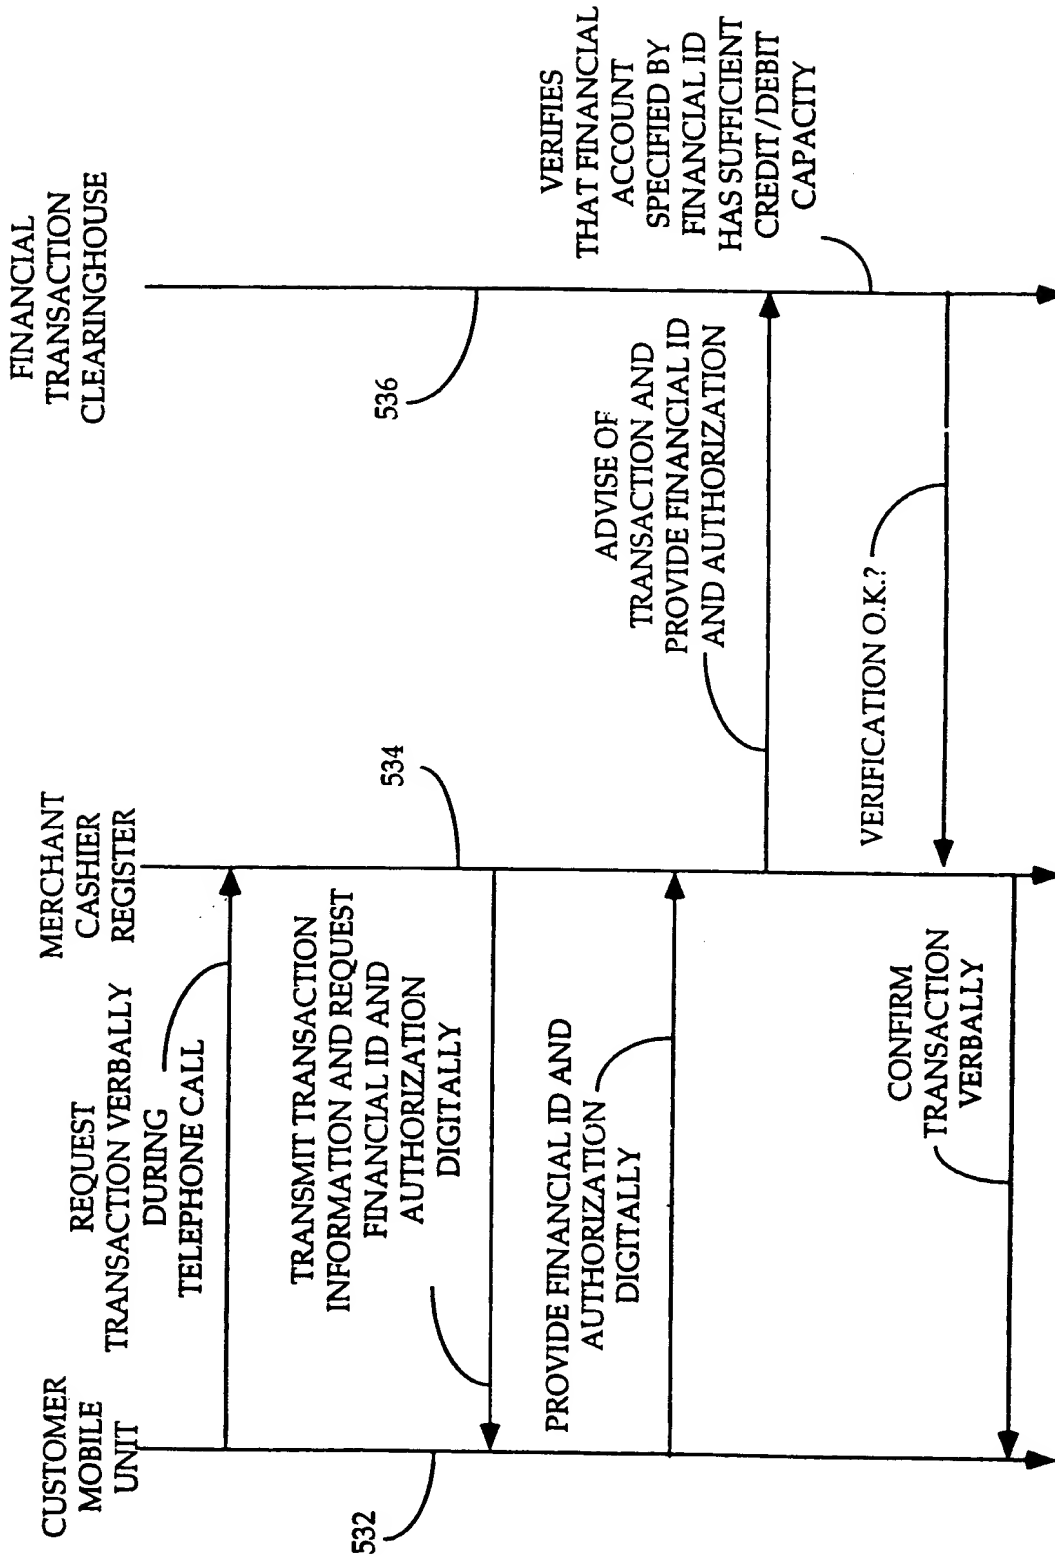 CUSTOMER
MOBILE
UNIT
MERCHANT
CASHIER
REGISTER
FINANCIAL
TRANSACTION
CLEARINGHOUSE
REQUEST
TRANSACTION VERBALLY
DURING
TELEPHONE CALL
532
534
536
TRANSMIT TRANSACTION
INFORMATION AND REQUEST
FINANCIAL ID AND
AUTHORIZATION
DIGITALLY
PROVIDE FINANCIAL ID AND
AUTHORIZATION
DIGITALLY
ADVISE OF
TRANSACTION AND
PROVIDE FINANCIAL ID
AND AUTHORIZATION
VERIFIES
THAT FINANCIAL
ACCOUNT
SPECIFIED BY
FINANCIAL ID
HAS SUFFICIENT
CREDIT/DEBIT
CAPACITY
VERIFICATION O.K.?
CONFIRM
TRANSACTION
VERBALLY